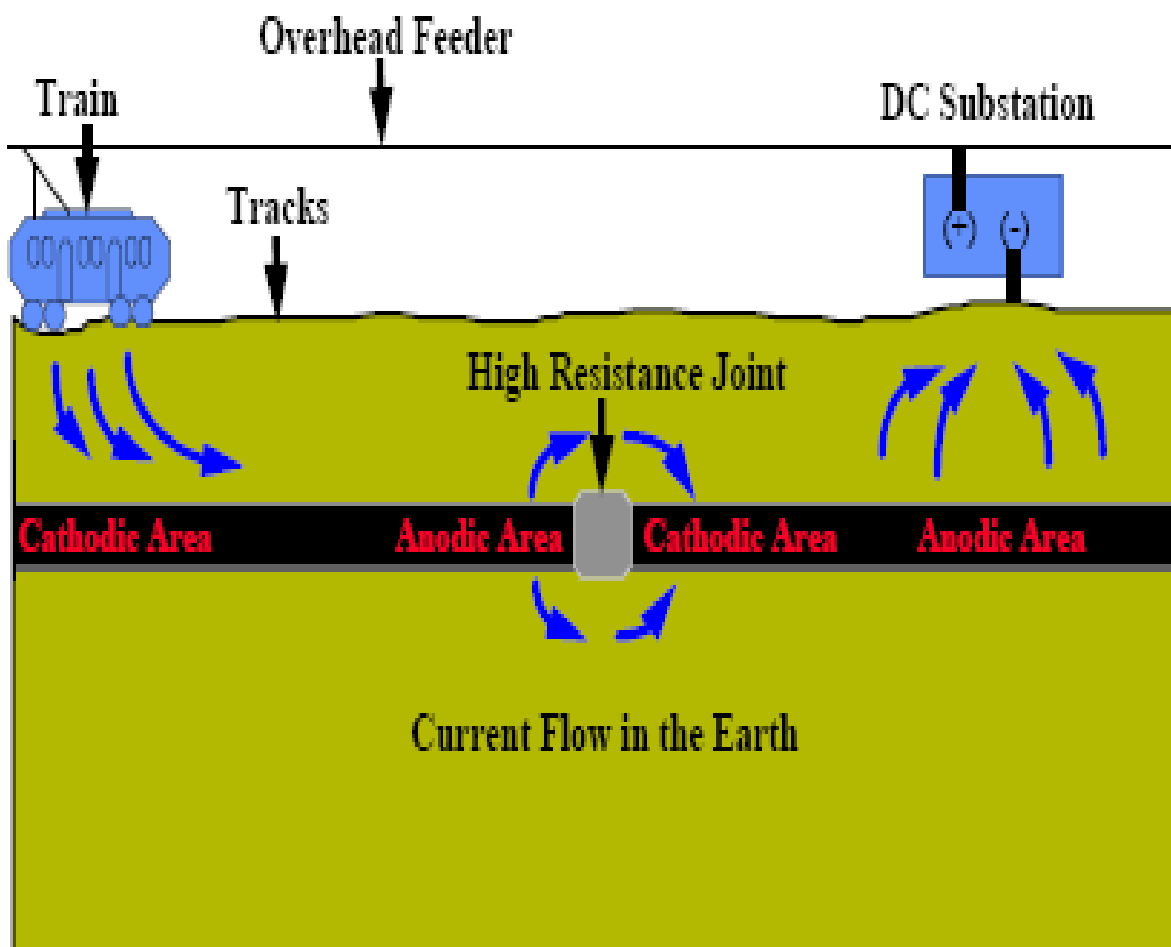 Overhead Feeder
Train
DC Substation
Tracks
(+) (-)
High Resistance Joint
Cathodic Area Anodic Area Cathodic Area Anodic Area
Current Flow in the Earth